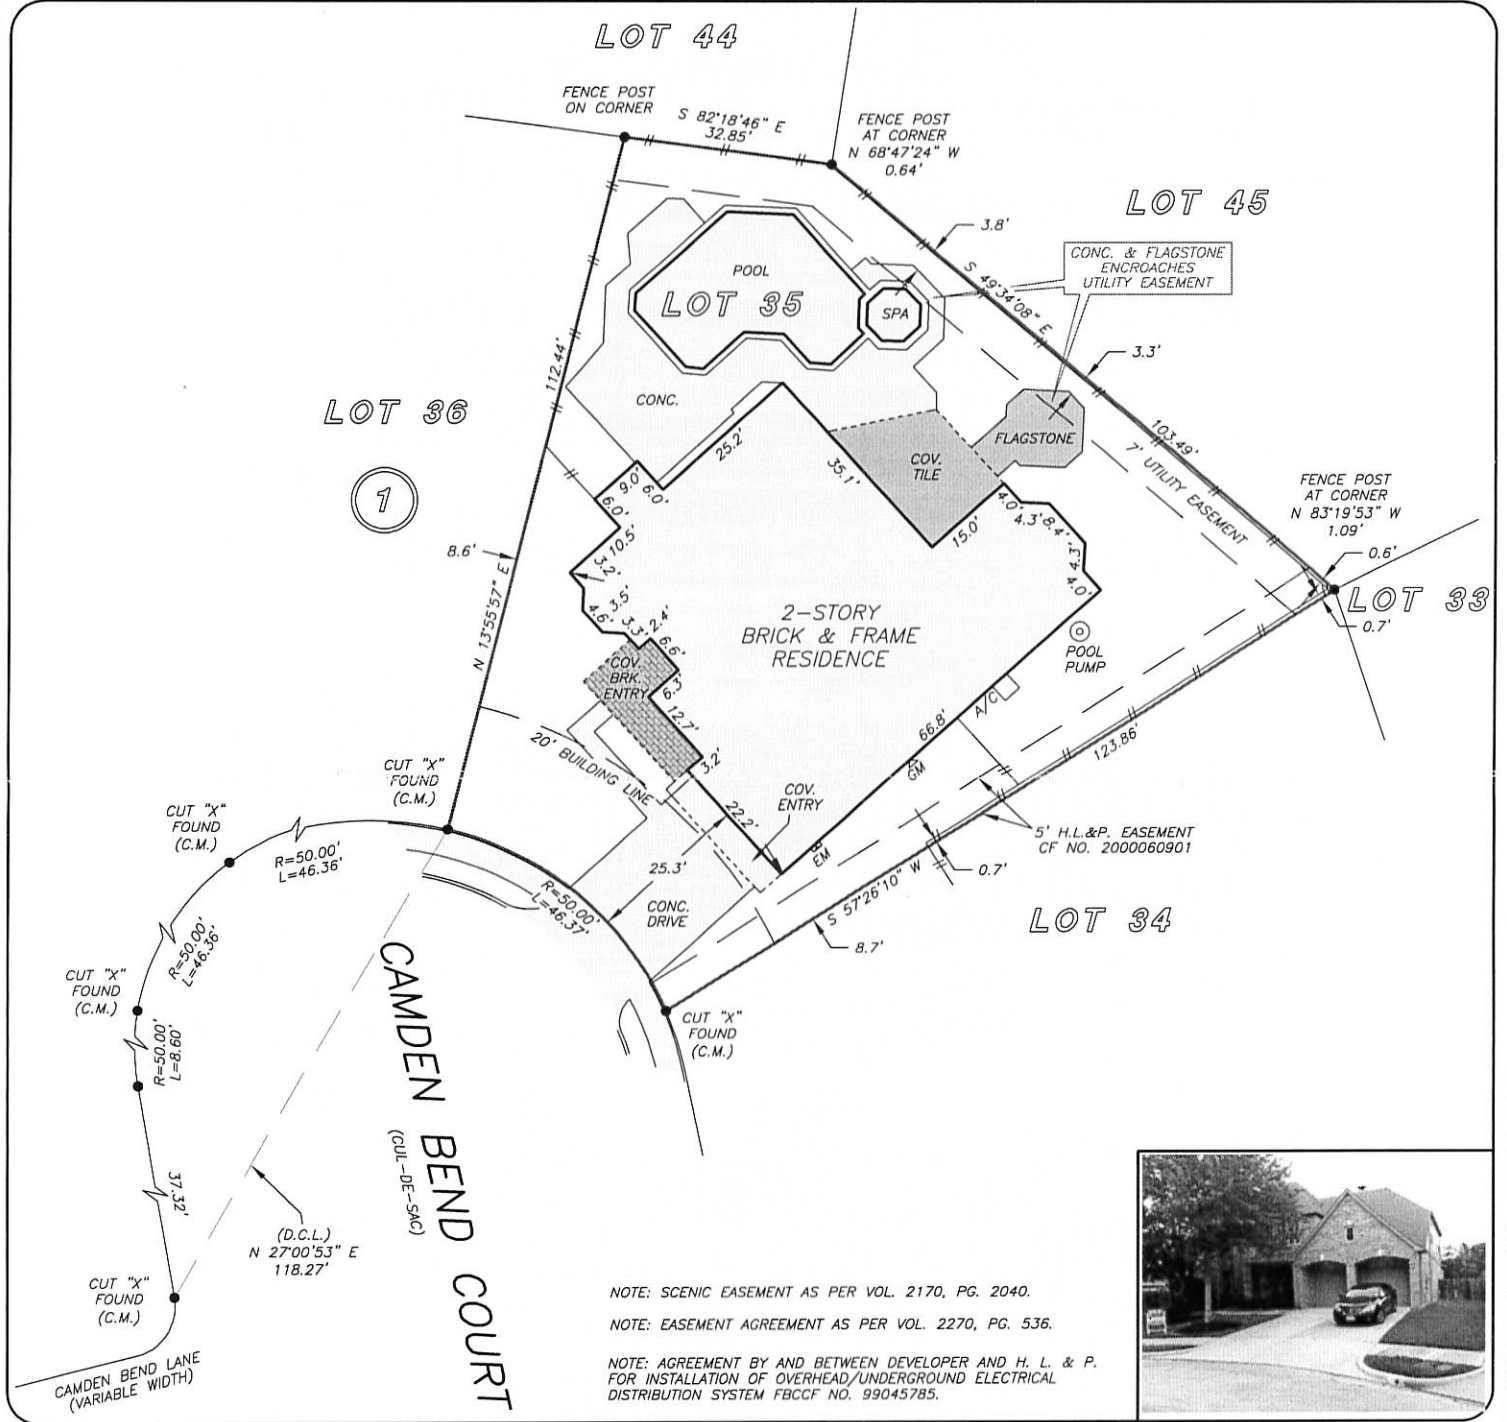 LOT 44
FENCE POST
ON CORNER
S 82°18'46" E
32.85'
FENCE POST
AT CORNER
N 68°47'24" W
0.64'
LOT 45
3.8'
CONC. & FLAGSTONE
ENCROACHES
UTILITY EASEMENT
S 49°34'08" E
POOL
LOT 35
SPA
3.3'
112.44'
CONC.
LOT 36
1
103.49'
7' UTILITY EASEMENT
FLAGSTONE
COV.
TILE
25.2'
35.1'
FENCE POST
AT CORNER
N 83°19'53" W
1.09'
0.6'
LOT 33
0.7'
9.0'
6.0'
6.0'
10.5'
3.2'
3.5'
4.6'
3.3'
2.4'
6.6'
4.0'
4.3'
8.4'
4.3'
4.0'
15.0'
8.6'
N 13°55'57" E
2-STORY
BRICK & FRAME
RESIDENCE
POOL
PUMP
COV.
BRK.
ENTRY
6.3'
12.7'
3.2'
A/C
66.8'
123.86'
GM
20' BUILDING LINE
CUT "X"
FOUND
(C.M.)
COV.
ENTRY
22.2'
EM
5' H.L.&P. EASEMENT
CF NO. 2000060901
0.7'
CUT "X"
FOUND
(C.M.)
R=50.00'
L=46.36'
25.3'
R=50.00'
L=46.37'
CONC.
DRIVE
S 57°26'10" W
8.7'
LOT 34
R=50.00'
L=46.36'
CUT "X"
FOUND
(C.M.)
CUT "X"
FOUND
(C.M.)
R=50.00'
L=8.60'
CAMDEN BEND COURT
(CUL-DE-SAC)
37.32'
(D.C.L.)
N 27°00'53" E
118.27'
CUT "X"
FOUND
(C.M.)
CAMDEN BEND LANE
(VARIABLE WIDTH)
NOTE: SCENIC EASEMENT AS PER VOL. 2170, PG. 2040.
NOTE: EASEMENT AGREEMENT AS PER VOL. 2270, PG. 536.
NOTE: AGREEMENT BY AND BETWEEN DEVELOPER AND H. L. & P.
FOR INSTALLATION OF OVERHEAD/UNDERGROUND ELECTRICAL
DISTRIBUTION SYSTEM FBCCF NO. 99045785.